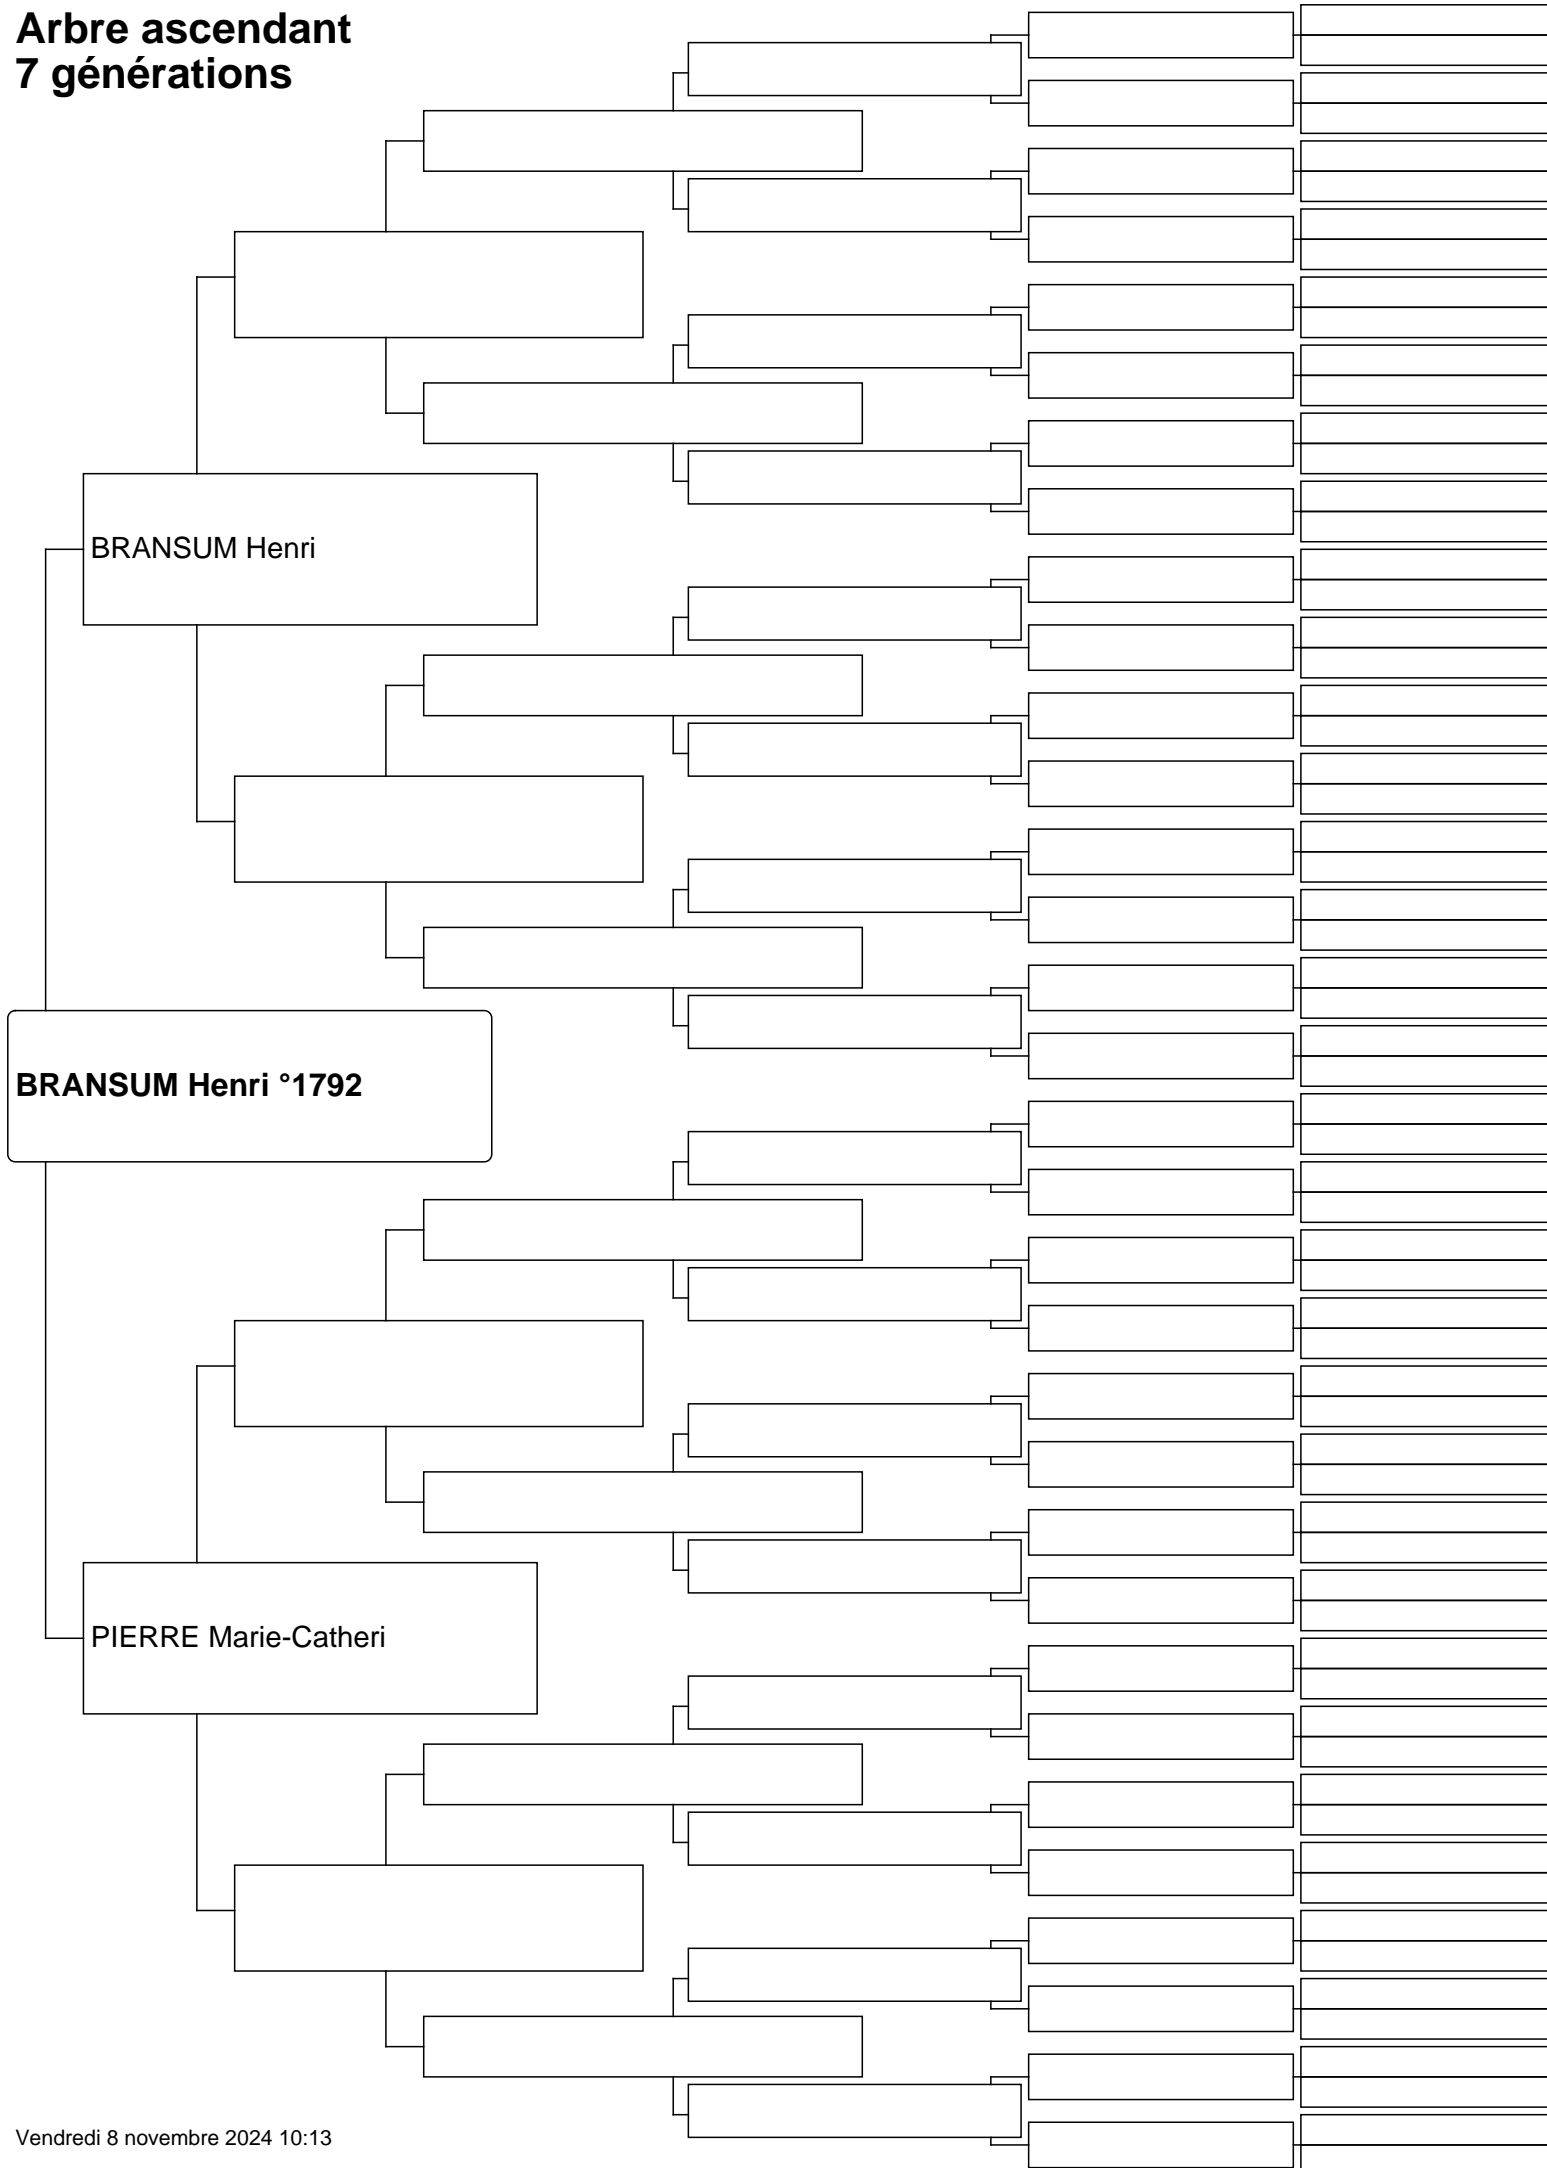 Arbre ascendant
7 générations
BRANSUM Henri
BRANSUM Henri °1792
PIERRE Marie-Catheri
Vendredi 8 novembre 2024 10:13